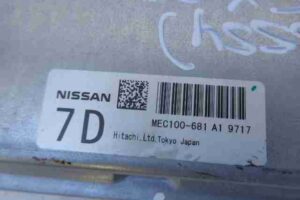 NISSAN
7D
MEC100-681 A1 9717
Hitachi,Ltd.Tokyo Japan